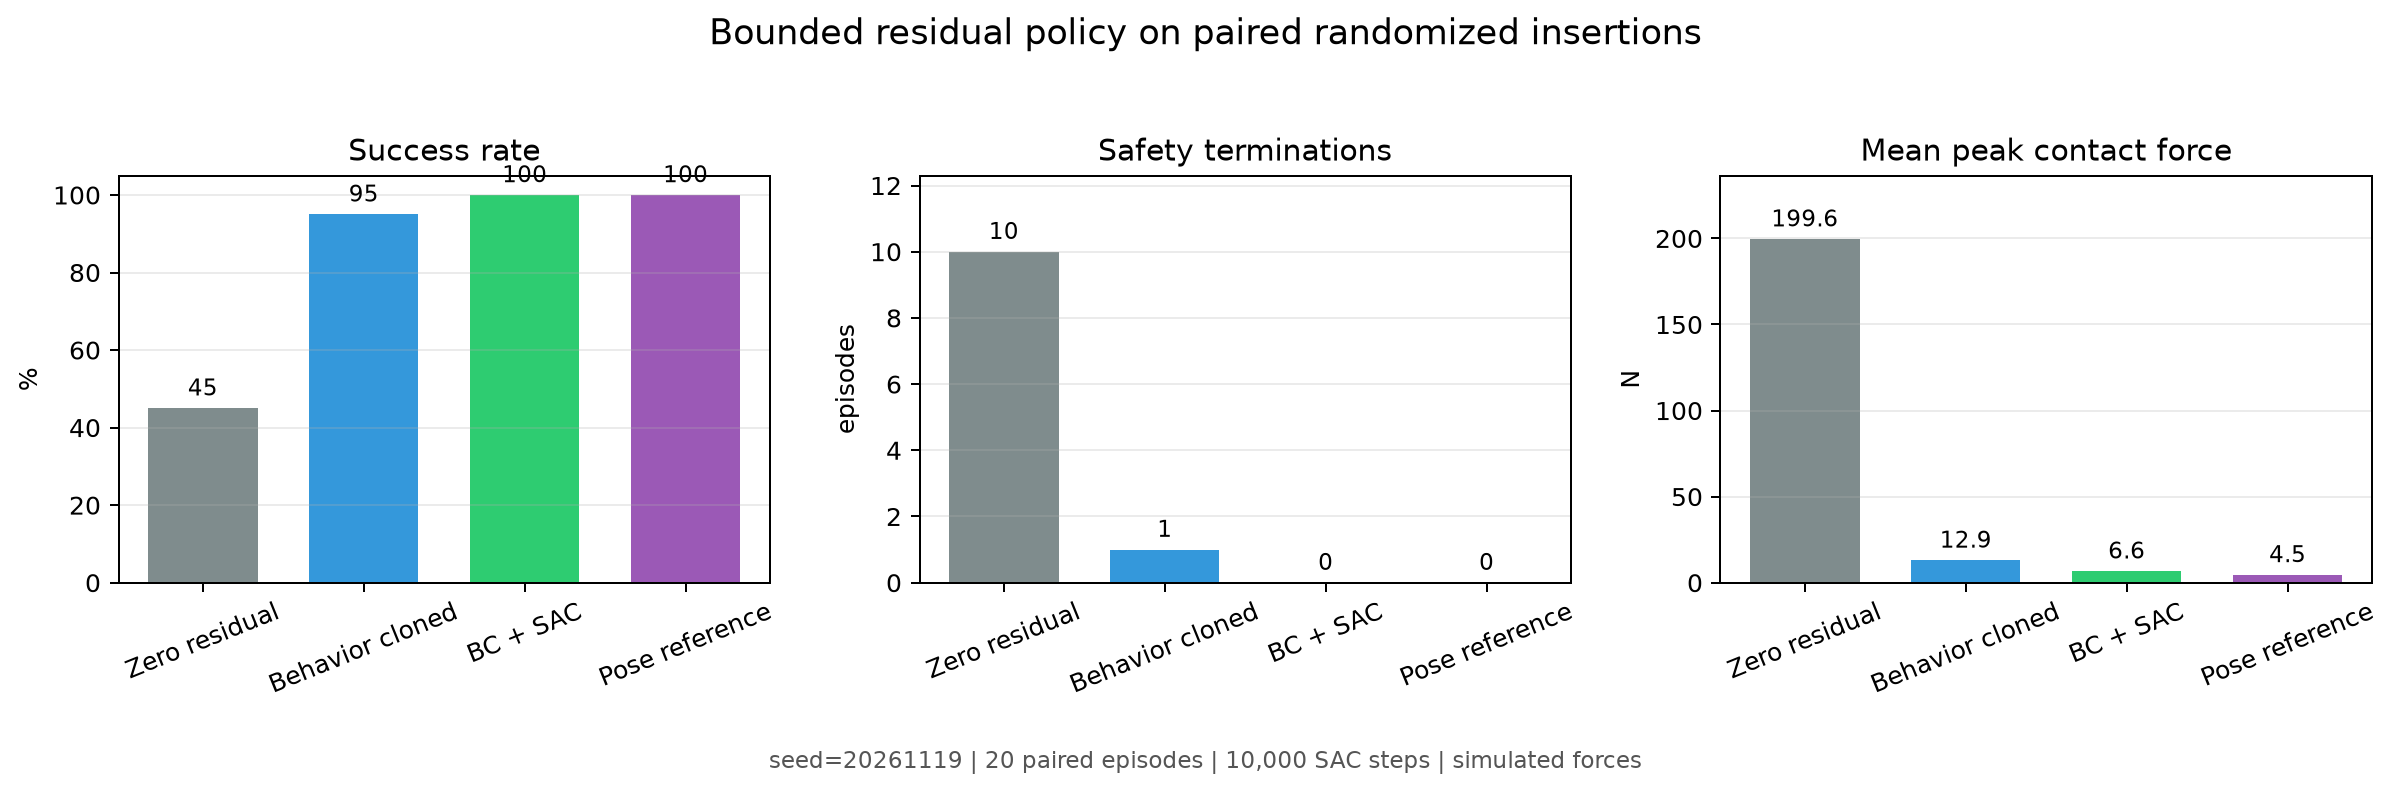 Bounded residual policy on paired randomized insertions
Success rate
%
100
80
60
40
20
0
45
95
100
100
Zero residual
Behavior cloned
BC + SAC
Pose reference
Safety terminations
episodes
12
10
8
6
4
2
0
10
1
0
0
Zero residual
Behavior cloned
BC + SAC
Pose reference
Mean peak contact force
N
200
150
100
50
0
199.6
12.9
6.6
4.5
Zero residual
Behavior cloned
BC + SAC
Pose reference
seed=20261119 | 20 paired episodes | 10,000 SAC steps | simulated forces